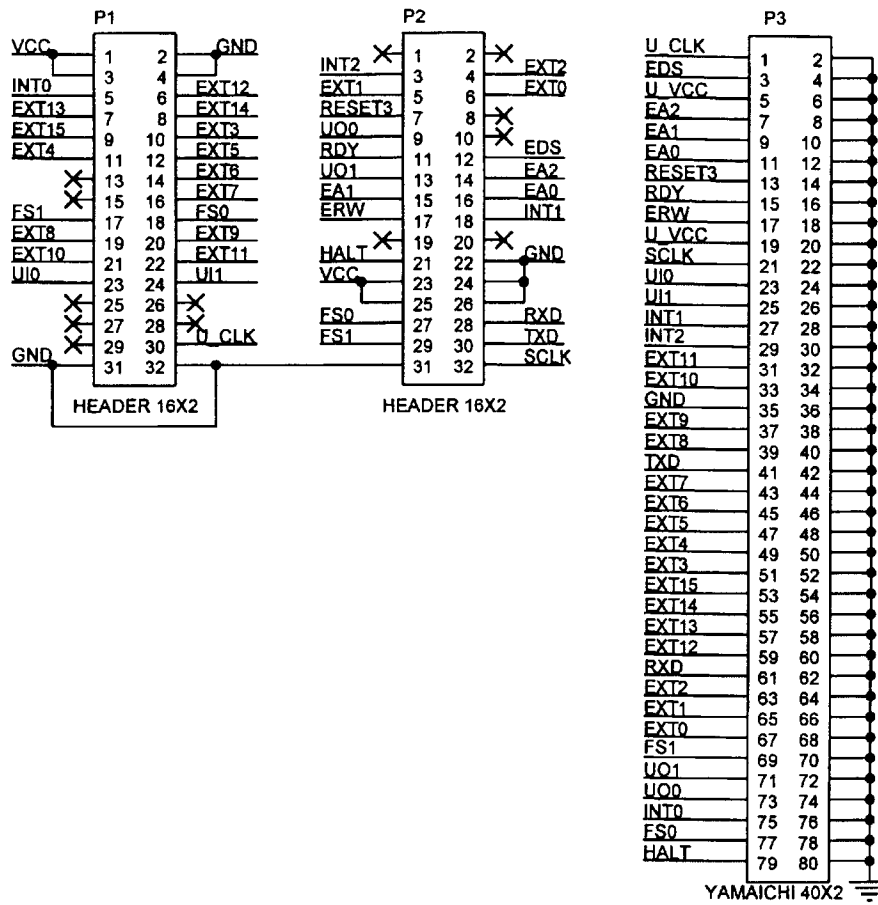 P1
VCC 1 2 GND
3 4
INT0 5 6 EXT12
EXT13 7 8 EXT14
EXT15 9 10 EXT3
EXT4 11 12 EXT5
13 14 EXT6
15 16 EXT7
FS1 17 18 FS0
EXT8 19 20 EXT9
EXT10 21 22 EXT11
UI0 23 24 UI1
25 26
27 28
29 30 U_CLK
GND 31 32
HEADER 16X2
P2
1 2
INT2 3 4 EXT2
EXT1 5 6 EXT0
RESET3 7 8
UO0 9 10
RDY 11 12 EDS
UO1 13 14 EA2
EA1 15 16 EA0
ERW 17 18 INT1
19 20
HALT 21 22 GND
VCC 23 24
25 26
FS0 27 28 RXD
FS1 29 30 TXD
31 32 SCLK
HEADER 16X2
P3
U_CLK 1 2
EDS 3 4
U_VCC 5 6
EA2 7 8
EA1 9 10
EA0 11 12
RESET3 13 14
RDY 15 16
ERW 17 18
U_VCC 19 20
SCLK 21 22
UI0 23 24
UI1 25 26
INT1 27 28
INT2 29 30
EXT11 31 32
EXT10 33 34
GND 35 36
EXT9 37 38
EXT8 39 40
TXD 41 42
EXT7 43 44
EXT6 45 46
EXT5 47 48
EXT4 49 50
EXT3 51 52
EXT15 53 54
EXT14 55 56
EXT13 57 58
EXT12 59 60
RXD 61 62
EXT2 63 64
EXT1 65 66
EXT0 67 68
FS1 69 70
UO1 71 72
UO0 73 74
INT0 75 76
FS0 77 78
HALT 79 80
YAMAICHI 40X2